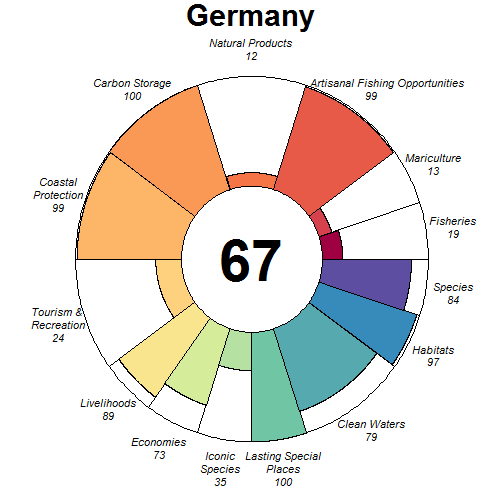 Germany
Natural Products
12
Carbon Storage
100
Artisanal Fishing Opportunities
99
Mariculture
13
Coastal
Protection
99
Fisheries
19
67
Species
84
Tourism &
Recreation
24
Habitats
97
Livelihoods
89
Clean Waters
79
Economies
73
Iconic
Species
35
Lasting Special
Places
100